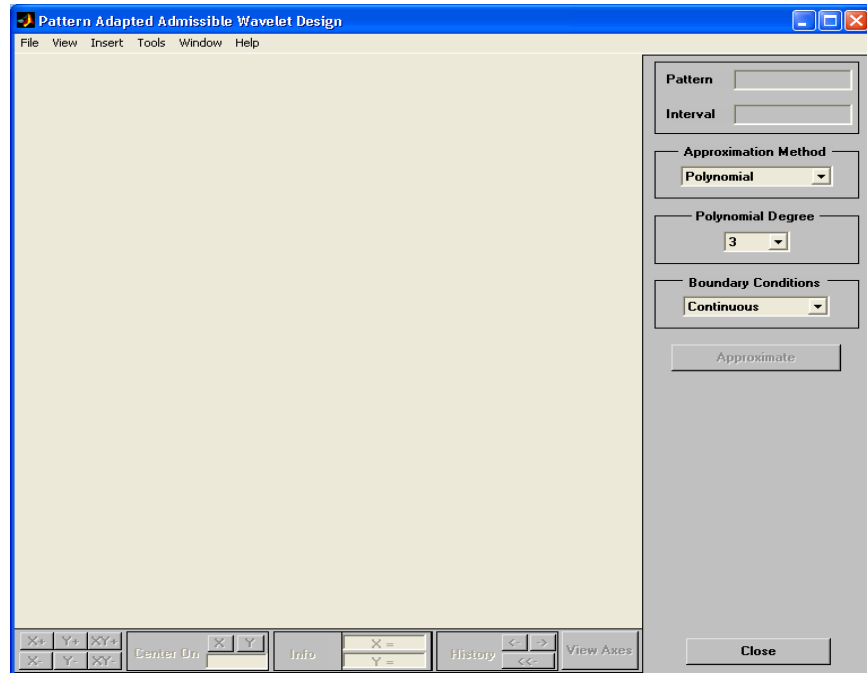 Pattern Adapted Admissible Wavelet Design
File View Insert Tools Window Help
Pattern
Interval
Approximation Method
Polynomial
Polynomial Degree
3
Boundary Conditions
Continuous
Approximate
X+ Y+ XY+
X- Y- XY-
Center On
X Y
Info
X =
Y =
History
<- ->
<<-
View Axes
Close